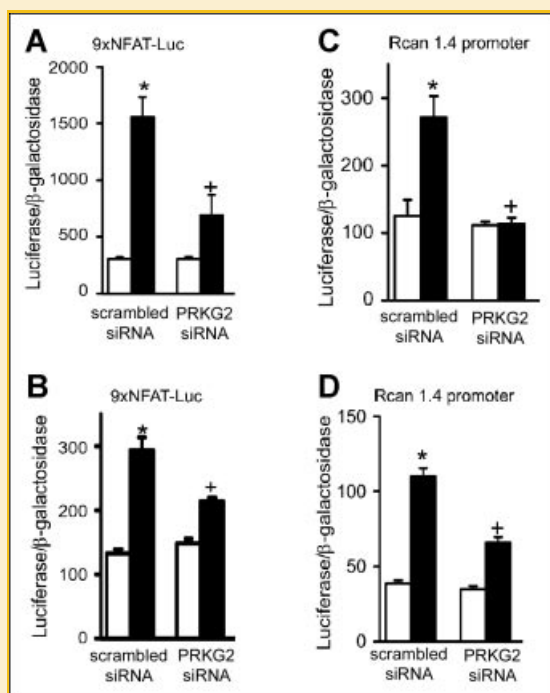 A
9xNFAT-Luc
Luciferase/β-galactosidase
2000
1500
1000
500
0
*
+
scrambled siRNA
PRKG2 siRNA
B
9xNFAT-Luc
Luciferase/β-galactosidase
300
200
100
0
*
+
scrambled siRNA
PRKG2 siRNA
C
Rcan 1.4 promoter
Luciferase/β-galactosidase
300
200
100
0
*
+
scrambled siRNA
PRKG2 siRNA
D
Rcan 1.4 promoter
Luciferase/β-galactosidase
150
100
50
0
*
+
scrambled siRNA
PRKG2 siRNA